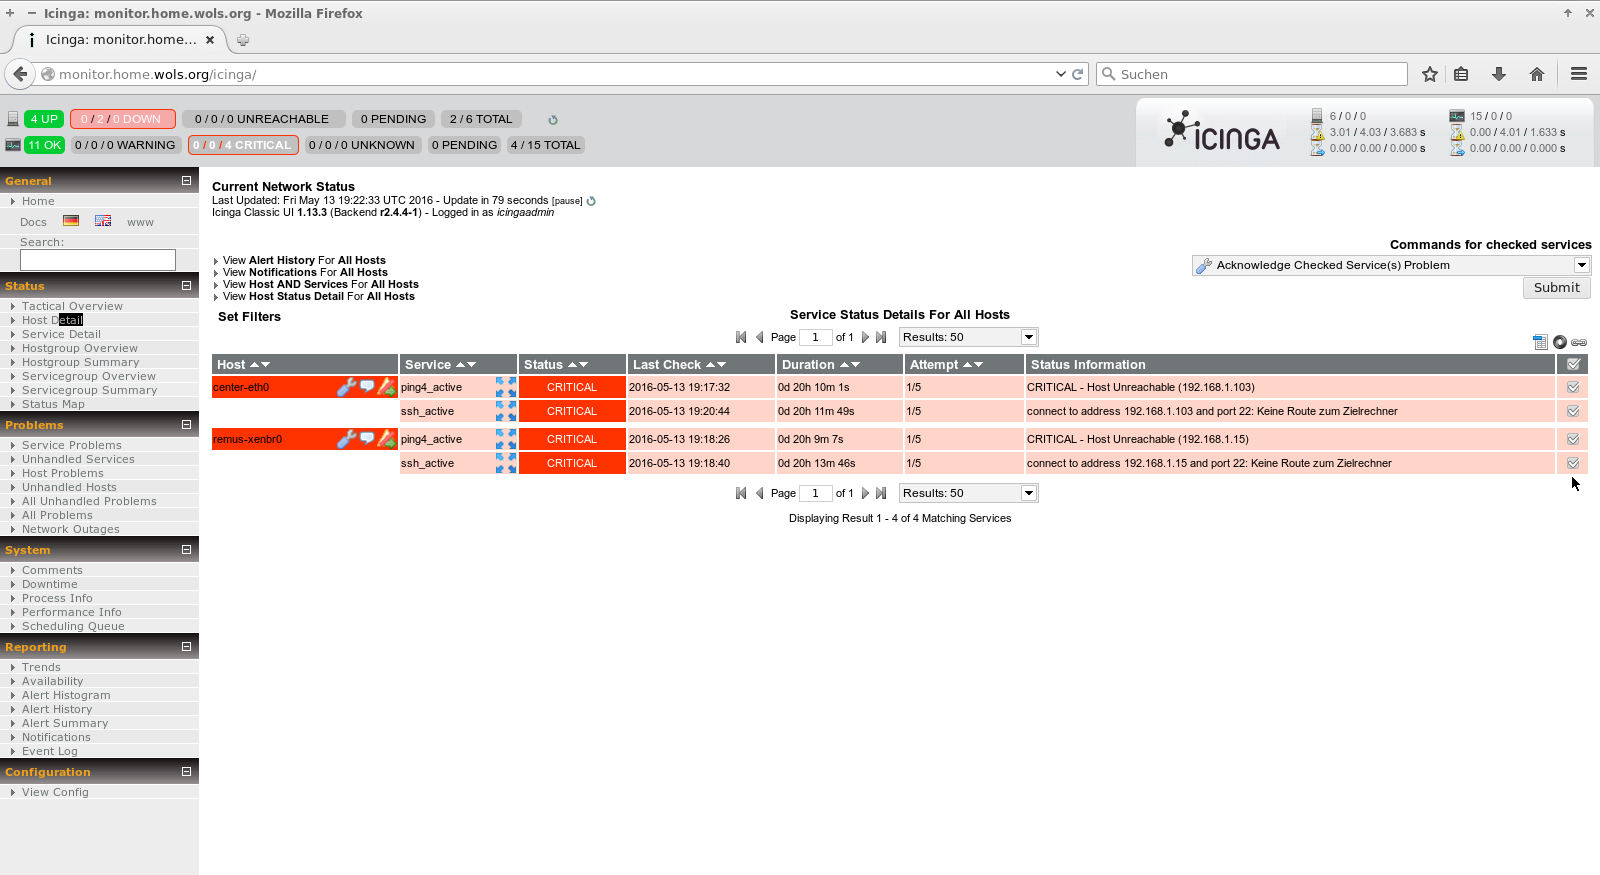 Icinga: monitor.home.wols.org - Mozilla Firefox
Icinga: monitor.home...
monitor.home.wols.org/icinga/
Suchen
4 UP 0 / 2 / 0 DOWN 0 / 0 / 0 UNREACHABLE 0 PENDING 2 / 6 TOTAL
11 OK 0 / 0 / 0 WARNING 0 / 0 / 4 CRITICAL 0 / 0 / 0 UNKNOWN 0 PENDING 4 / 15 TOTAL
ICINGA
6 / 0 / 0
3.01 / 4.03 / 3.683 s
0.00 / 0.00 / 0.000 s
15 / 0 / 0
0.00 / 4.01 / 1.633 s
0.00 / 0.00 / 0.000 s
General
Home
Docs www
Search:
Status
Tactical Overview
Host Detail
Service Detail
Hostgroup Overview
Hostgroup Summary
Servicegroup Overview
Servicegroup Summary
Status Map
Problems
Service Problems
Unhandled Services
Host Problems
Unhandled Hosts
All Unhandled Problems
All Problems
Network Outages
System
Comments
Downtime
Process Info
Performance Info
Scheduling Queue
Reporting
Trends
Availability
Alert Histogram
Alert History
Alert Summary
Notifications
Event Log
Configuration
View Config
Current Network Status
Last Updated: Fri May 13 19:22:33 UTC 2016 - Update in 79 seconds [pause]
Icinga Classic UI 1.13.3 (Backend r2.4.4-1) - Logged in as icingaadmin
View Alert History For All Hosts
View Notifications For All Hosts
View Host AND Services For All Hosts
View Host Status Detail For All Hosts
Commands for checked services
Acknowledge Checked Service(s) Problem
Submit
Set Filters
Service Status Details For All Hosts
Page 1 of 1 Results: 50
Host Service Status Last Check Duration Attempt Status Information
center-eth0 ping4_active CRITICAL 2016-05-13 19:17:32 0d 20h 10m 1s 1/5 CRITICAL - Host Unreachable (192.168.1.103)
ssh_active CRITICAL 2016-05-13 19:20:44 0d 20h 11m 49s 1/5 connect to address 192.168.1.103 and port 22: Keine Route zum Zielrechner
remus-xenbr0 ping4_active CRITICAL 2016-05-13 19:18:26 0d 20h 9m 7s 1/5 CRITICAL - Host Unreachable (192.168.1.15)
ssh_active CRITICAL 2016-05-13 19:18:40 0d 20h 13m 46s 1/5 connect to address 192.168.1.15 and port 22: Keine Route zum Zielrechner
Page 1 of 1 Results: 50
Displaying Result 1 - 4 of 4 Matching Services